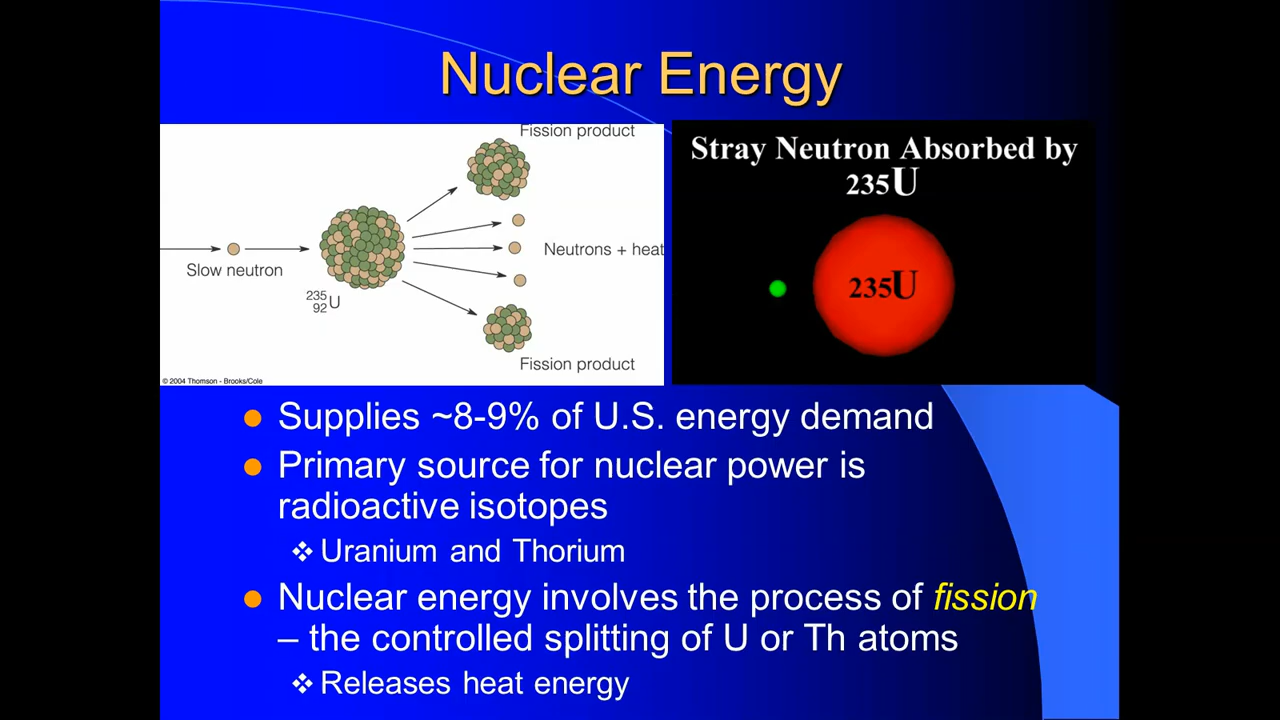 Nuclear Energy
Fission product
Slow neutron
235
92
U
Neutrons + heat
Fission product
© 2004 Thomson - Brooks/Cole
Stray Neutron Absorbed by
235U
235U
Supplies ~8-9% of U.S. energy demand
Primary source for nuclear power is
radioactive isotopes
❖ Uranium and Thorium
Nuclear energy involves the process of fission
– the controlled splitting of U or Th atoms
❖ Releases heat energy